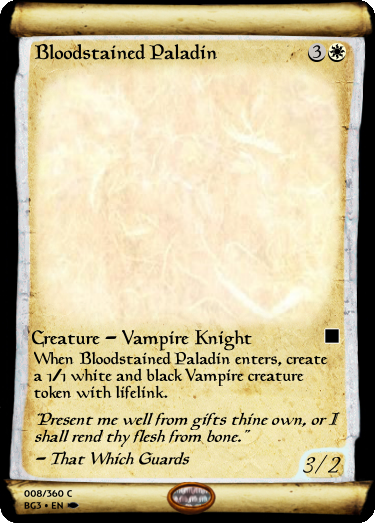 Bloodstained Paladin 3
Creature – Vampire Knight
When Bloodstained Paladin enters, create
a 1/1 white and black Vampire creature
token with lifelink.
"Present me well from gifts thine own, or I
shall rend thy flesh from bone."
– That Which Guards
3/2
008/360 C
BG3 • EN